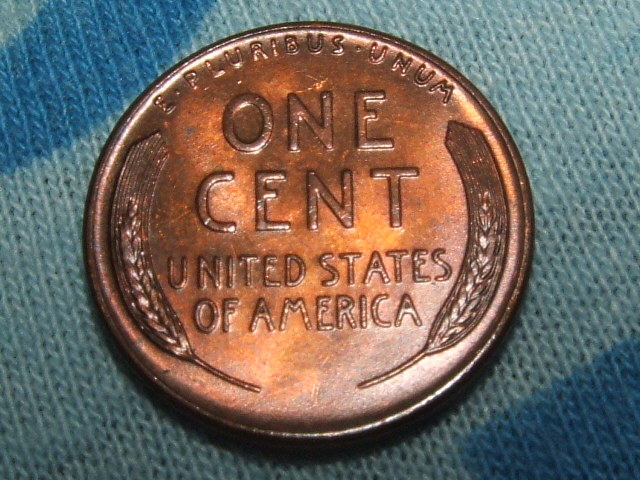 E · PLURIBUS · UNUM
ONE
CENT
UNITED STATES
OF AMERICA